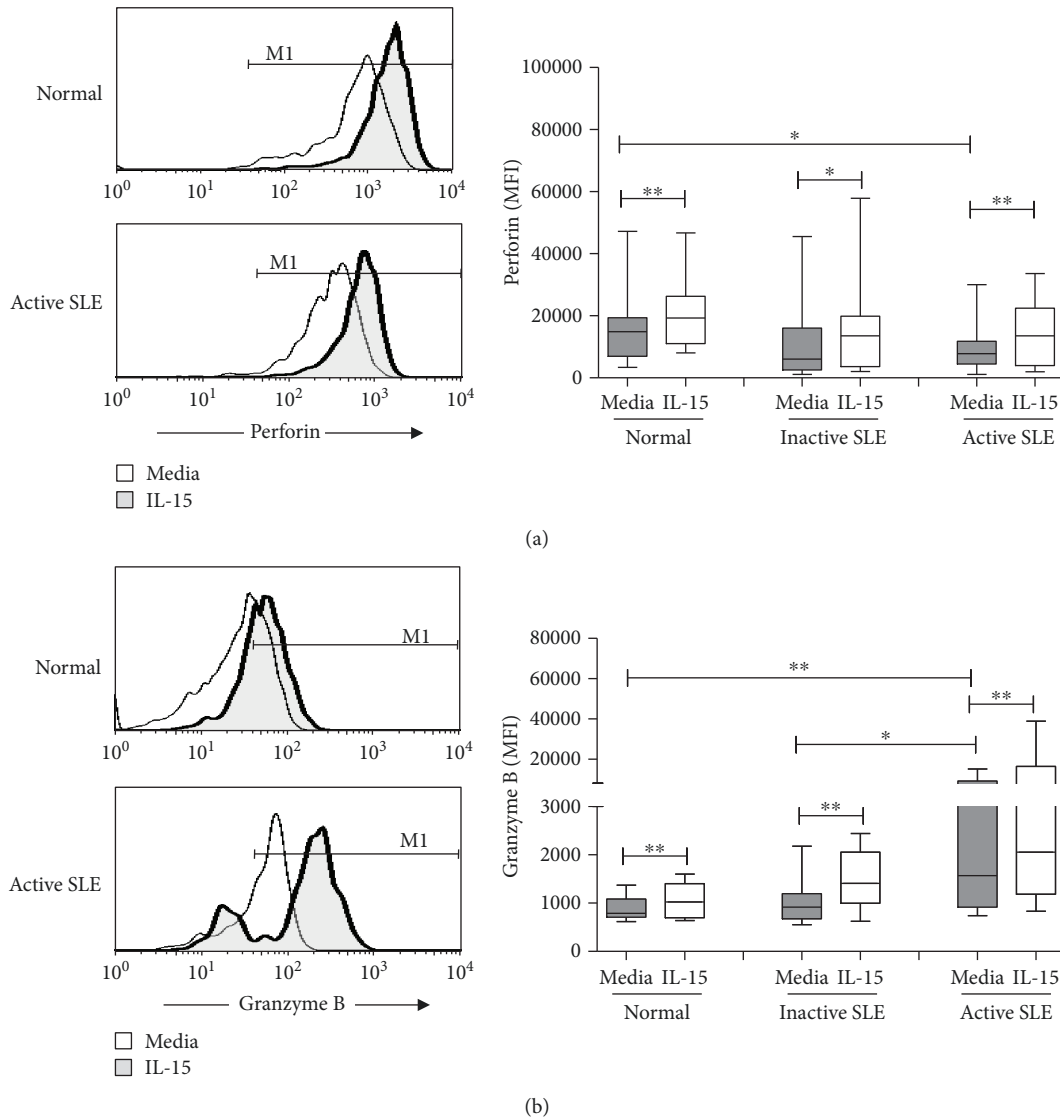 Normal
M1
10^0 10^1 10^2 10^3 10^4
Active SLE
M1
10^0 10^1 10^2 10^3 10^4
Perforin
Media
IL-15
Perforin (MFI)
100000
80000
60000
40000
20000
0
*
**
*
**
Media IL-15 Media IL-15 Media IL-15
Normal Inactive SLE Active SLE
(a)
Normal
M1
10^0 10^1 10^2 10^3 10^4
Active SLE
M1
10^0 10^1 10^2 10^3 10^4
Granzyme B
Media
IL-15
Granzyme B (MFI)
80000
60000
40000
20000
3000
2000
1000
0
**
**
*
**
**
Media IL-15 Media IL-15 Media IL-15
Normal Inactive SLE Active SLE
(b)